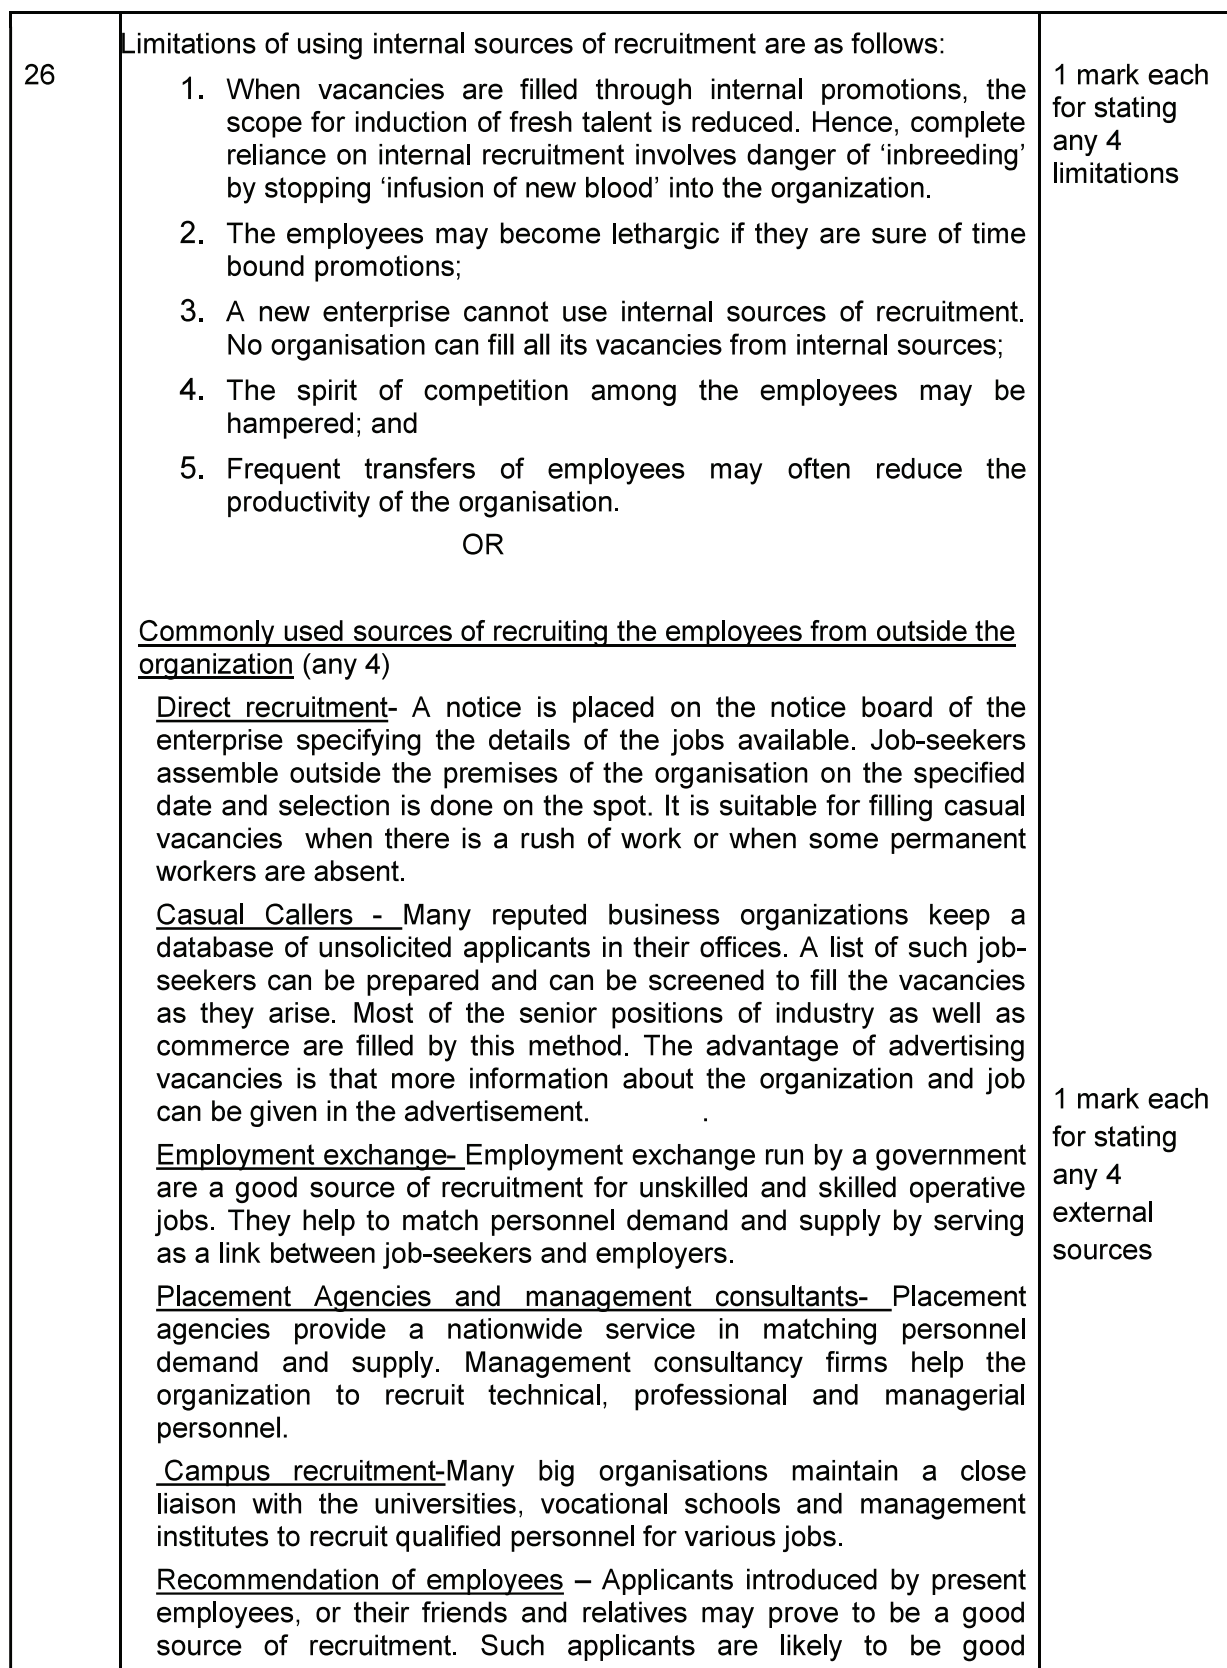 Limitations of using internal sources of recruitment are as follows:
26
1 mark each
for stating
any 4
limitations
1. When vacancies are filled through internal promotions, the
scope for induction of fresh talent is reduced. Hence, complete
reliance on internal recruitment involves danger of ‘inbreeding’
by stopping ‘infusion of new blood’ into the organization.
2. The employees may become lethargic if they are sure of time
bound promotions;
3. A new enterprise cannot use internal sources of recruitment.
No organisation can fill all its vacancies from internal sources;
4. The spirit of competition among the employees may be
hampered; and
5. Frequent transfers of employees may often reduce the
productivity of the organisation.
OR
Commonly used sources of recruiting the employees from outside the
organization (any 4)
Direct recruitment- A notice is placed on the notice board of the
enterprise specifying the details of the jobs available. Job-seekers
assemble outside the premises of the organisation on the specified
date and selection is done on the spot. It is suitable for filling casual
vacancies when there is a rush of work or when some permanent
workers are absent.
Casual Callers - Many reputed business organizations keep a
database of unsolicited applicants in their offices. A list of such job-
seekers can be prepared and can be screened to fill the vacancies
as they arise. Most of the senior positions of industry as well as
commerce are filled by this method. The advantage of advertising
vacancies is that more information about the organization and job
can be given in the advertisement. .
1 mark each
for stating
any 4
external
sources
Employment exchange- Employment exchange run by a government
are a good source of recruitment for unskilled and skilled operative
jobs. They help to match personnel demand and supply by serving
as a link between job-seekers and employers.
Placement Agencies and management consultants- Placement
agencies provide a nationwide service in matching personnel
demand and supply. Management consultancy firms help the
organization to recruit technical, professional and managerial
personnel.
Campus recruitment-Many big organisations maintain a close
liaison with the universities, vocational schools and management
institutes to recruit qualified personnel for various jobs.
Recommendation of employees – Applicants introduced by present
employees, or their friends and relatives may prove to be a good
source of recruitment. Such applicants are likely to be good